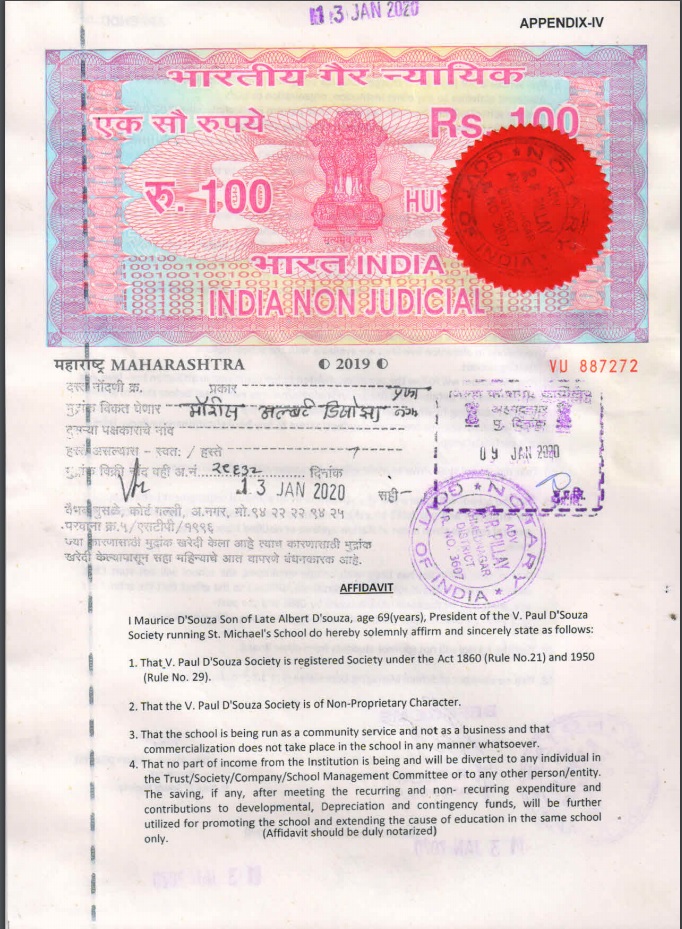 13 JAN 2020
APPENDIX-IV
भारतीय गैर न्यायिक
एक सौ रुपये
Rs. 100
रु. 100
HUN
सत्यमेव जयते
भारत INDIA
INDIA NON JUDICIAL
महाराष्ट्र MAHARASHTRA
2019
VU 887272
दस्त नोंदणी क्र. प्रकार
मुद्रांक विकत घेणार मॉरीस अल्बर्ट डिसोझा नगर
दुसऱ्या पक्षकाराचे नांव
हस्ते असल्यास - स्वतः / हस्ते
मुद्रांक विक्री नोंद वही अ.नं. २९६३२ दिनांक
13 JAN 2020
सही
09 JAN 2020
कोर्ट गल्ली, अ.नगर, मो.९४ २२ २१ ९४ २५
परवाना क्र.५/एसटीपी/१९९६
ज्या कारणासाठी मुद्रांक खरेदी केला आहे त्याच कारणासाठी मुद्रांक
खरेदी केल्यापासून सहा महिन्याचे आत वापरणे बंधनकारक आहे.
NOTARY
GOVT. OF INDIA
ADV.
DISTRICT
R. NO. 3607
AFFIDAVIT
I Maurice D'Souza Son of Late Albert D'souza, age 69(years), President of the V. Paul D'Souza
Society running St. Michael's School do hereby solemnly affirm and sincerely state as follows:
1. That V. Paul D'Souza Society is registered Society under the Act 1860 (Rule No.21) and 1950
(Rule No. 29).
2. That the V. Paul D'Souza Society is of Non-Proprietary Character.
3. That the school is being run as a community service and not as a business and that
commercialization does not take place in the school in any manner whatsoever.
4. That no part of income from the Institution is being and will be diverted to any individual in
the Trust/Society/Company/School Management Committee or to any other person/entity.
The saving, if any, after meeting the recurring and non- recurring expenditure and
contributions to developmental, Depreciation and contingency funds, will be further
utilized for promoting the school and extending the cause of education in the same school
only.
(Affidavit should be duly notarized)